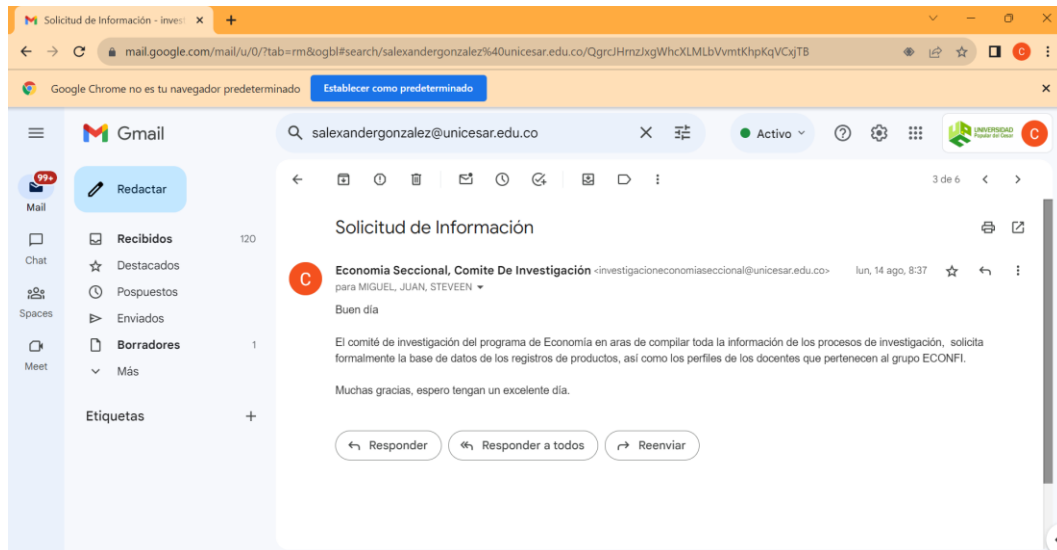 Solicitud de Información - invest
mail.google.com/mail/u/0/?tab=rm&ogbl#search/salexandergonzalez%40unicesar.edu.co/QgrcJHrnzJxgWhcXLMLbVvmtKhpKqVCxjTB
C
Google Chrome no es tu navegador predeterminado Establecer como predeterminado
Gmail
salexandergonzalez@unicesar.edu.co
Activo
UNIVERSIDAD
Popular del Cesar
C
99+
Mail
Chat
Spaces
Meet
Redactar
Recibidos 120
Destacados
Pospuestos
Enviados
Borradores 1
Más
Etiquetas
3 de 6
Solicitud de Información
C
Economia Seccional, Comite De Investigación <investigacioneconomiaseccional@unicesar.edu.co> lun, 14 ago, 8:37
para MIGUEL, JUAN, STEVEEN
Buen día
El comité de investigación del programa de Economía en aras de compilar toda la información de los procesos de investigación, solicita
formalmente la base de datos de los registros de productos, así como los perfiles de los docentes que pertenecen al grupo ECONFI.
Muchas gracias, espero tengan un excelente día.
Responder
Responder a todos
Reenviar